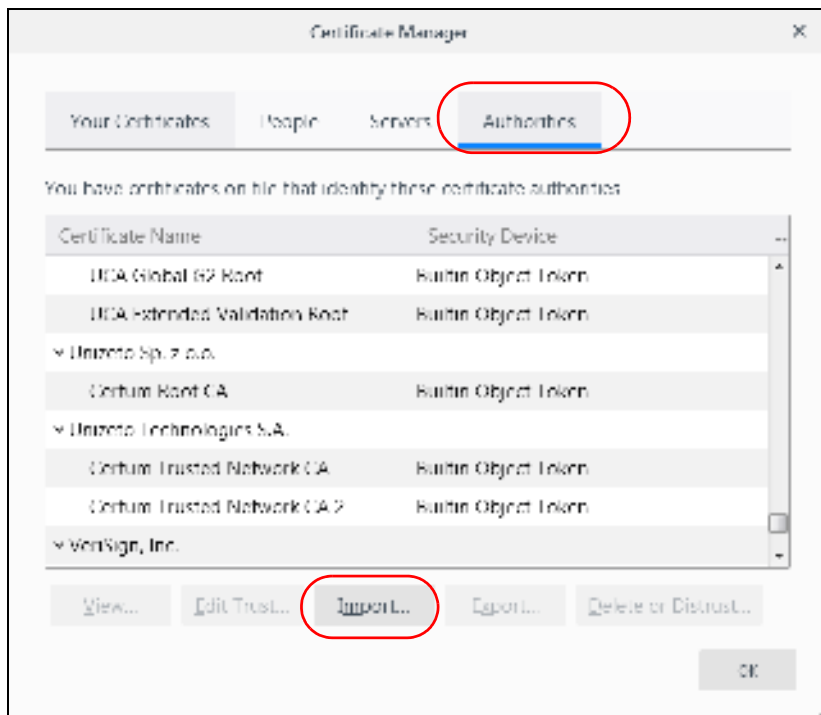 Certificate Manager
Your Certificates People Servers Authorities
You have certificates on file that identify these certificate authorities
Certificate Name Security Device ...
UCA Global G2 Root Builtin Object Token
UCA Extended Validation Root Builtin Object Token
Unizeto Sp. z o.o.
Certum Root CA Builtin Object Token
Unizeto Technologies S.A.
Certum Trusted Network CA Builtin Object Token
Certum Trusted Network CA 2 Builtin Object Token
VeriSign, Inc.
View... Edit Trust... Import... Export... Delete or Distrust...
OK